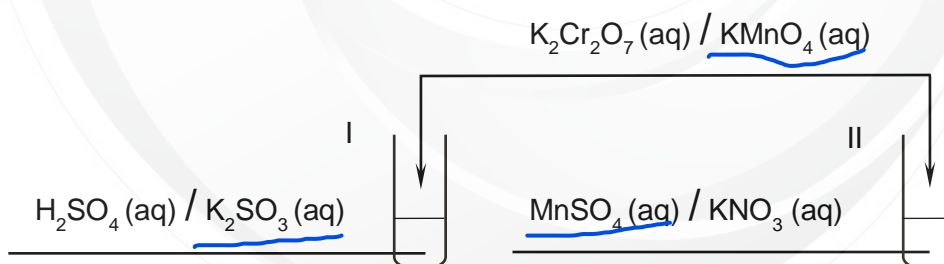 K₂Cr₂O₇ (aq) / KMnO₄ (aq)
I
II
H₂SO₄ (aq) / K₂SO₃ (aq)
MnSO₄ (aq) / KNO₃ (aq)